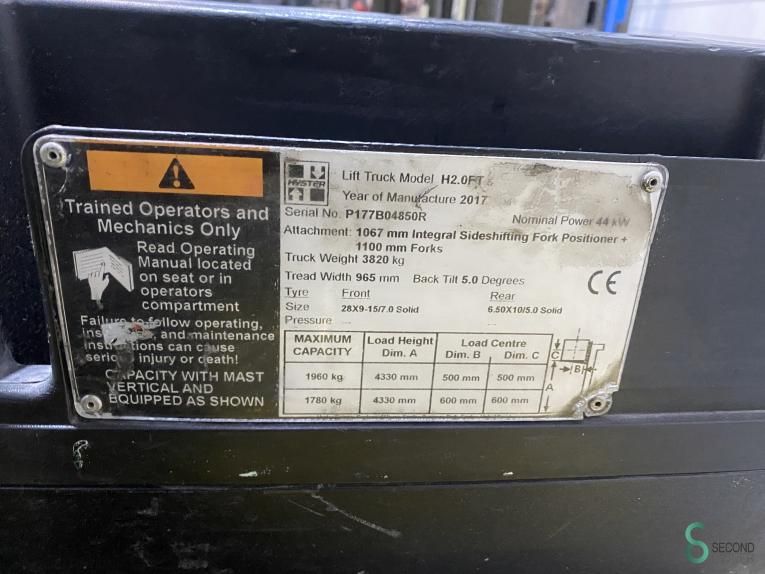 Trained Operators and
Mechanics Only
Read Operating
Manual located
on seat or in
operators
compartment
Failure to follow operating,
and maintenance
instructions can cause
serious injury or death!
CAPACITY WITH MAST
VERTICAL AND
EQUIPPED AS SHOWN
HYSTER
Lift Truck Model H2.0FT
Year of Manufacture 2017
Serial No. P177B04850R Nominal Power 44 kW
Attachment: 1067 mm Integral Sideshifting Fork Positioner +
1100 mm Forks
Truck Weight 3820 kg
Tread Width 965 mm Back Tilt 5.0 Degrees
CE
Tyre Front Rear
Size 28X9-15/7.0 Solid 6.50X10/5.0 Solid
Pressure
MAXIMUM CAPACITY Load Height Dim. A Load Centre Dim. B Dim. C
1960 kg 4330 mm 500 mm 500 mm
1780 kg 4330 mm 600 mm 600 mm
C
B
A
SECOND